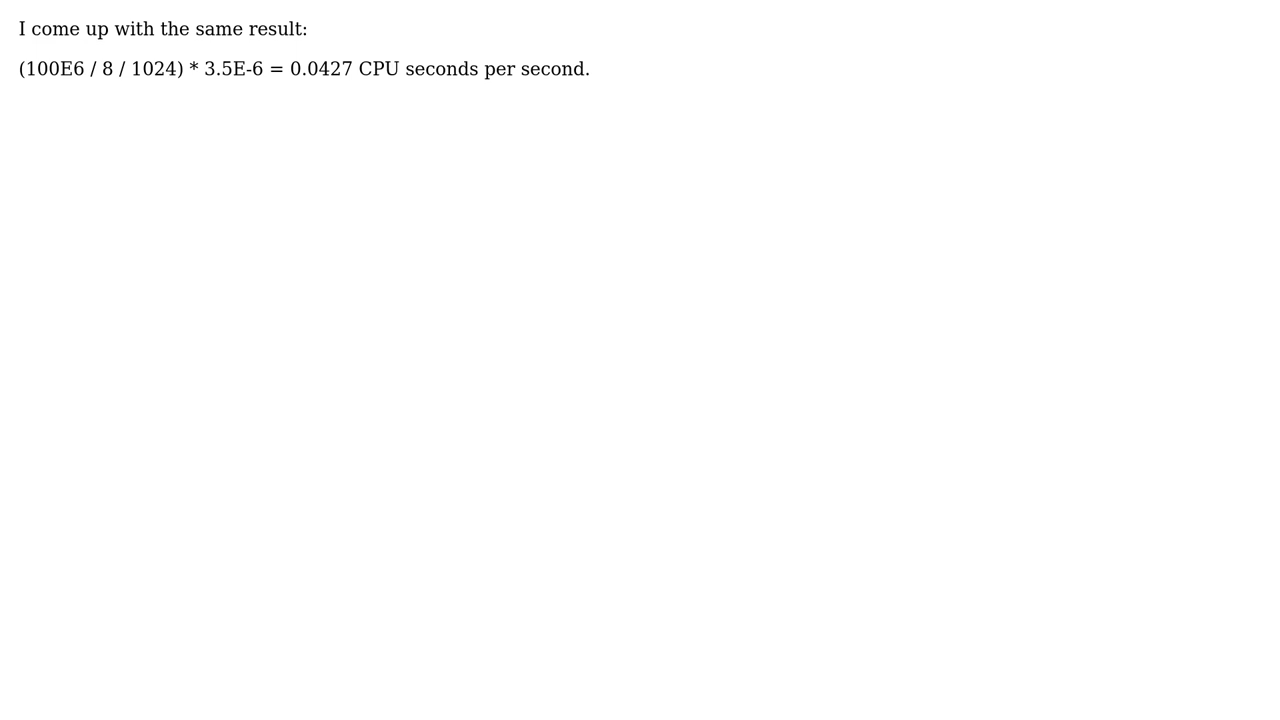 I come up with the same result:
(100E6 / 8 / 1024) * 3.5E-6 = 0.0427 CPU seconds per second.